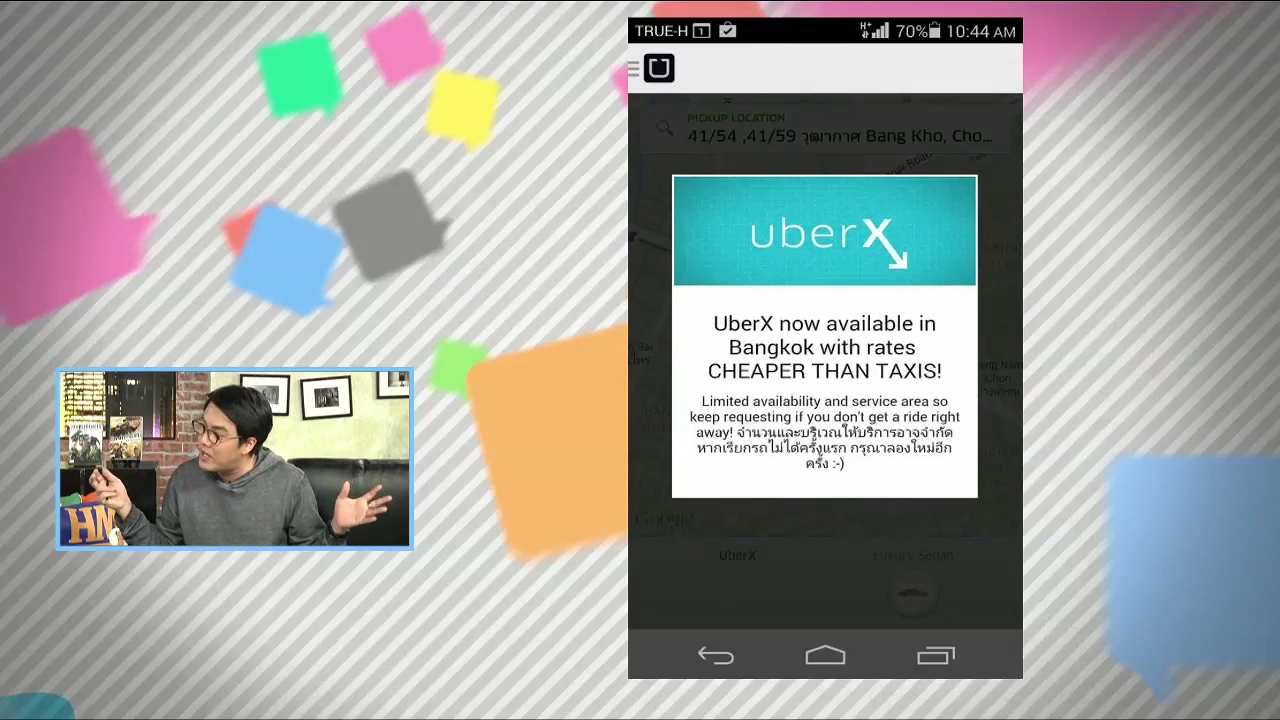 TRUE-H
70%
10:44 AM
PICKUP LOCATION
41/54 ,41/59 วุฒากาศ Bang Kho, Cho...
uberX
UberX now available in
Bangkok with rates
CHEAPER THAN TAXIS!
Limited availability and service area so
keep requesting if you don't get a ride right
away! จำนวนและบริเวณให้บริการอาจจำกัด
หากเรียกรถไม่ได้ครั้งแรก กรุณาลองใหม่อีก
ครั้ง :-)
Google
UberX
Luxury Sedan
HM